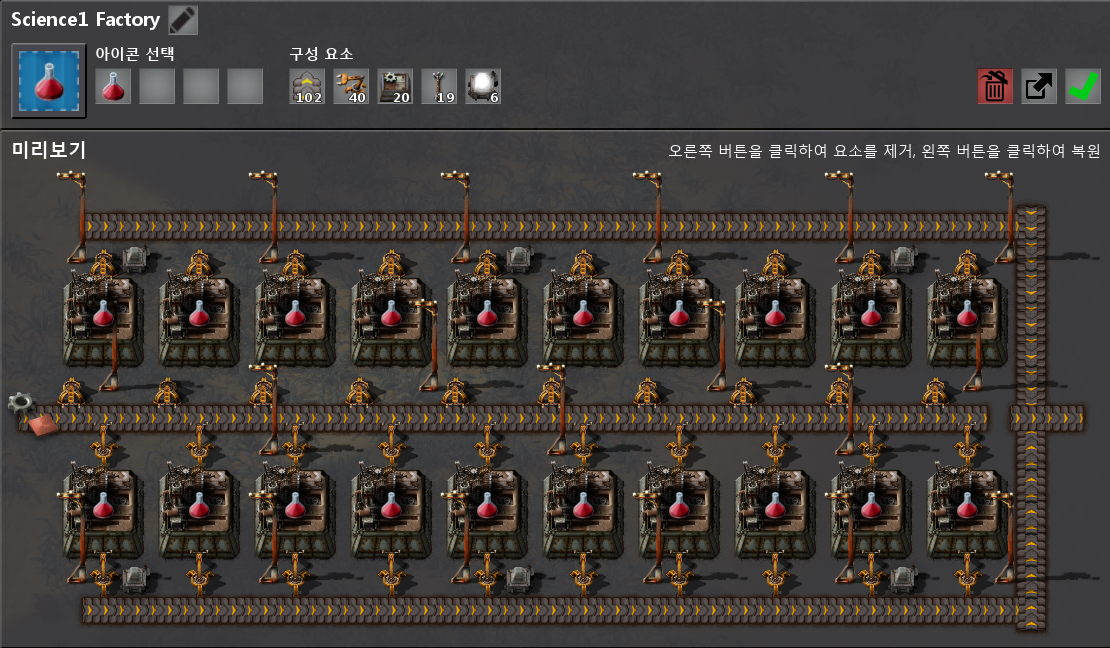 Science1 Factory
아이콘 선택
구성 요소
102 40 20 19 6
미리보기
오른쪽 버튼을 클릭하여 요소를 제거, 왼쪽 버튼을 클릭하여 복원